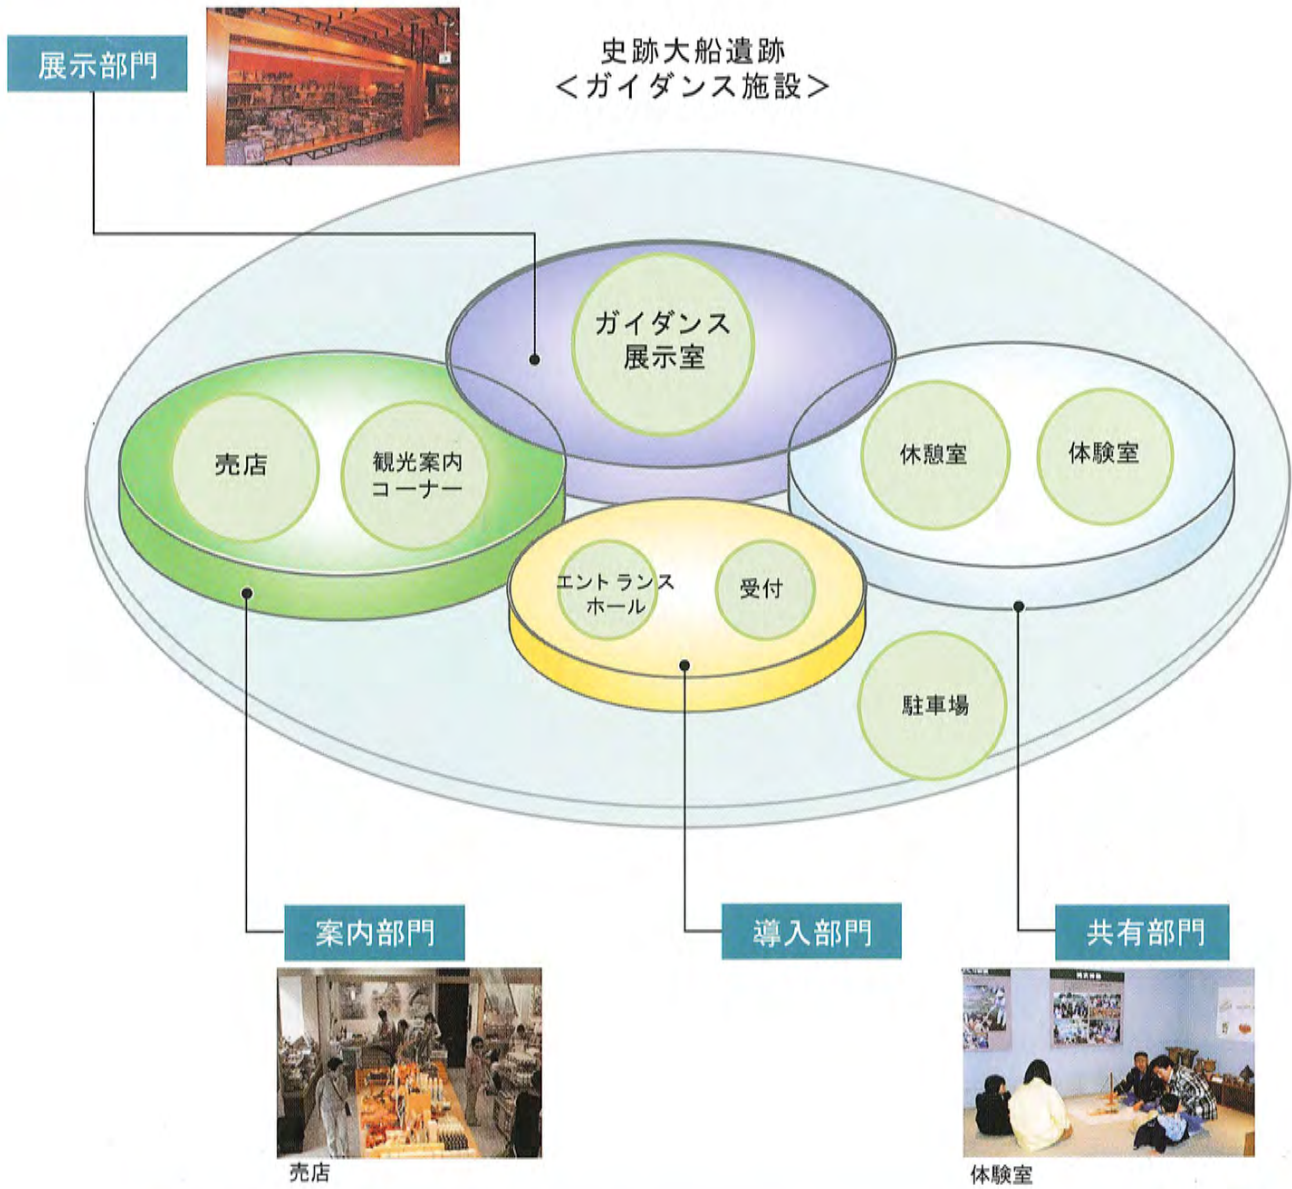 展示部門
史跡大船遺跡
＜ガイダンス施設＞
ガイダンス
展示室
売店
観光案内
コーナー
休憩室
体験室
エントランス
ホール
受付
駐車場
案内部門
導入部門
共有部門
売店
体験室